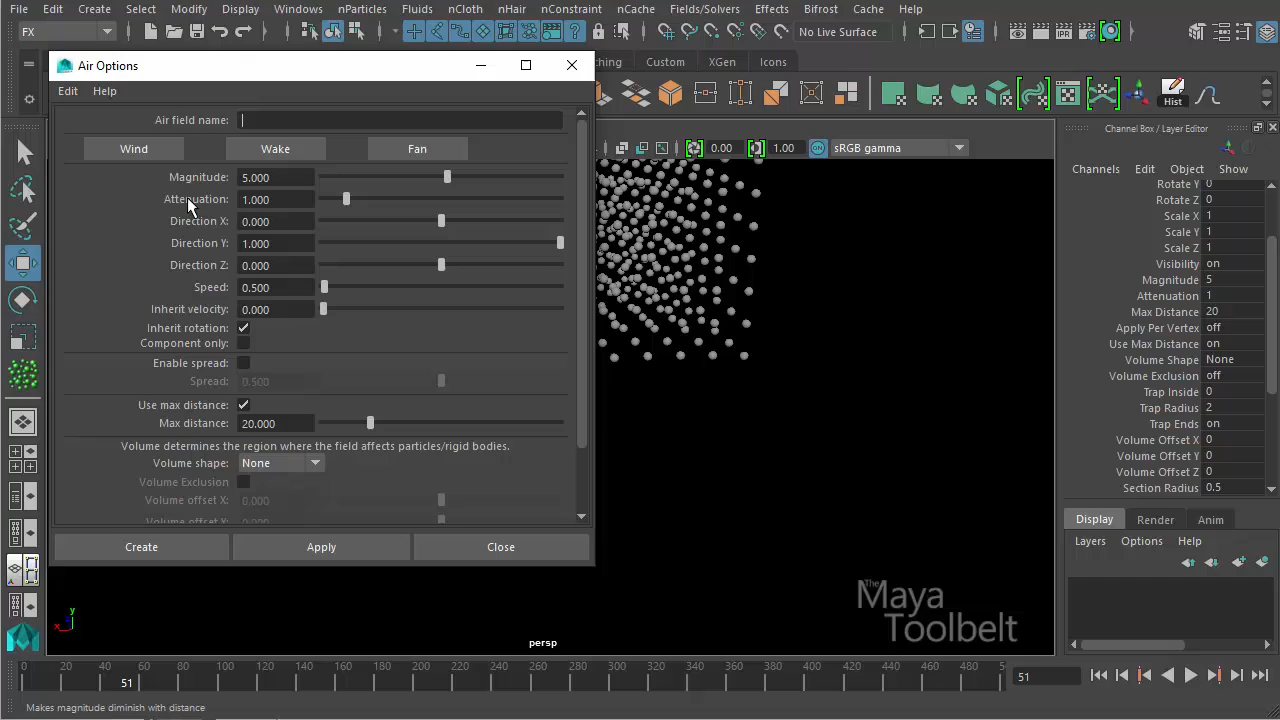 File Edit Create Select Modify Display Windows nParticles Fluids nCloth nHair nConstraint nCache Fields/Solvers Effects Bifrost Cache Help
FX No Live Surface
Air Options
Custom XGen Icons
Edit Help
Hist
Air field name:
Channel Box / Layer Editor
Wind Wake Fan
0.00 1.00 sRGB gamma
Channels Edit Object Show
Magnitude: 5.000
Attenuation: 1.000
Direction X: 0.000
Direction Y: 1.000
Direction Z: 0.000
Speed: 0.500
Inherit velocity: 0.000
Inherit rotation:
Component only:
Enable spread:
Spread: 0.500
Use max distance:
Max distance: 20.000
Volume determines the region where the field affects particles/rigid bodies.
Volume shape: None
Volume Exclusion
Volume offset X: 0.000
Volume offset Y: 0.000
Create Apply Close
Rotate Y 0
Rotate Z 0
Scale X 1
Scale Y 1
Scale Z 1
Visibility on
Magnitude 5
Attenuation 1
Max Distance 20
Apply Per Vertex off
Use Max Distance on
Volume Shape None
Volume Exclusion off
Trap Inside 0
Trap Radius 2
Trap Ends on
Volume Offset X 0
Volume Offset Y 0
Volume Offset Z 0
Section Radius 0.5
Display Render Anim
Layers Options Help
The
Maya
Toolbelt
y
x
persp
0 20 40 60 80 100 120 140 160 180 200 220 240 260 280 300 320 340 360 380 400 420 440 460 480 5
51
51
Makes magnitude diminish with distance